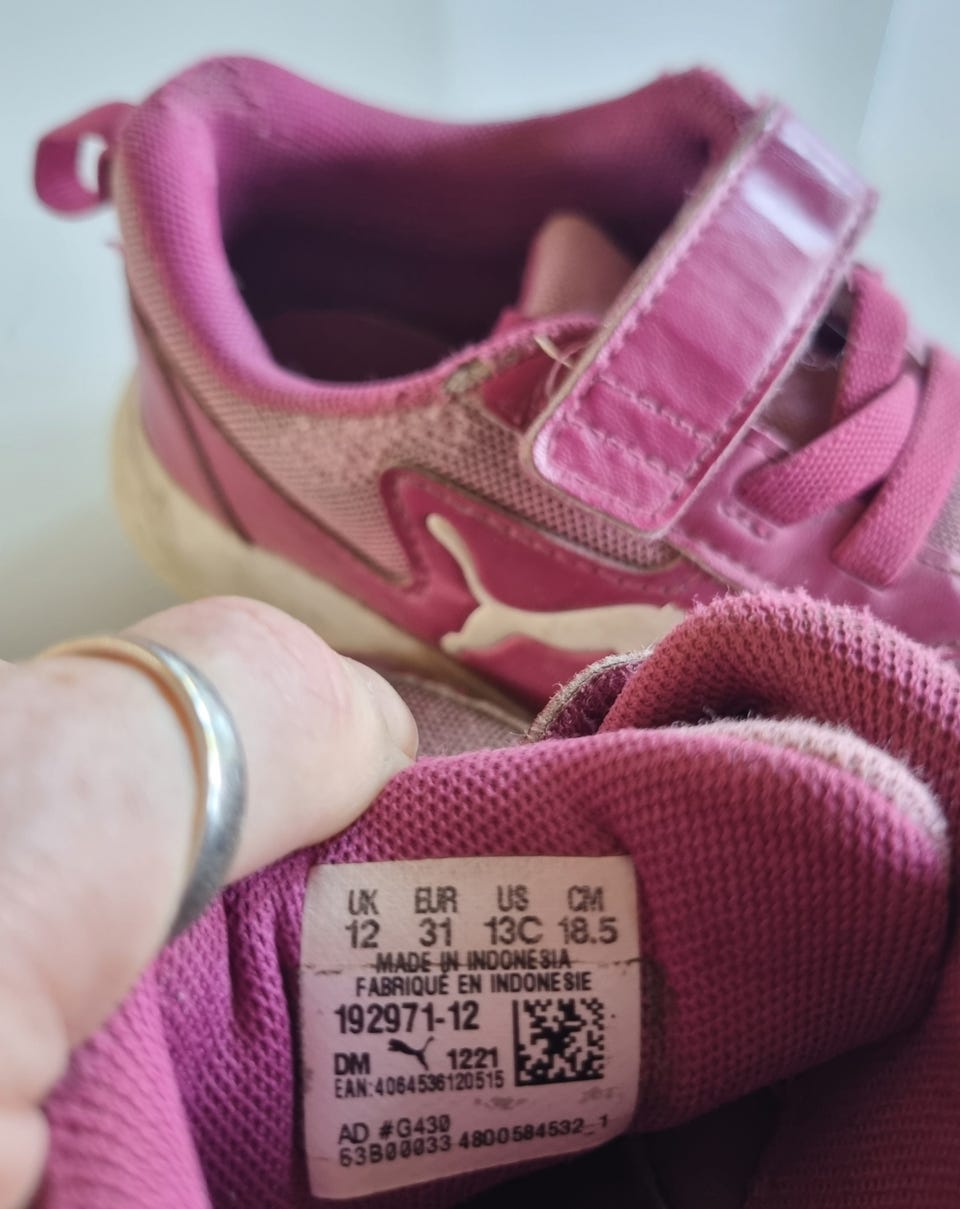 UK EUR US CM
12 31 13C 18.5
MADE IN INDONESIA
FABRIQUÉ EN INDONESIE
192971-12
DM 1221
EAN:4064536120515
AD #G430
63B00033 4800584532_1